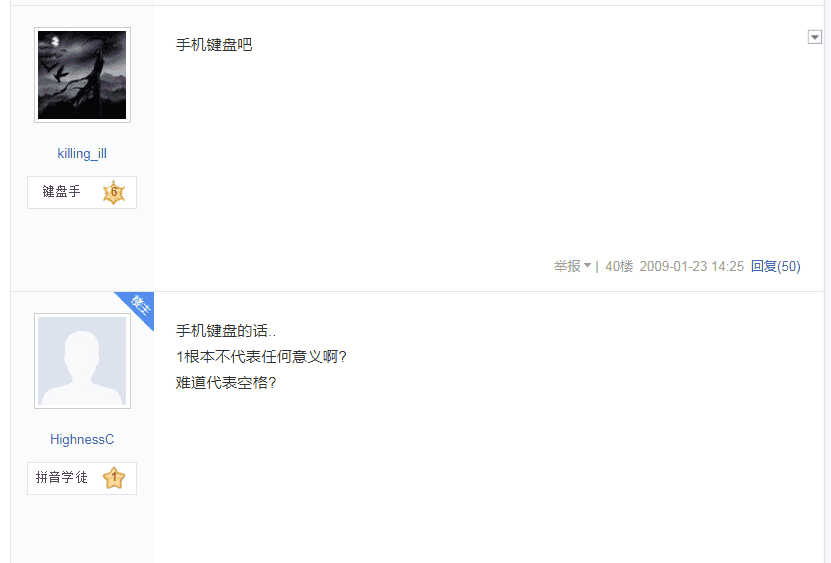 手机键盘吧
killing_ill
键盘手 6
举报 | 40楼 2009-01-23 14:25 回复(50)
楼主
手机键盘的话..
1根本不代表任何意义啊?
难道代表空格?
HighnessC
拼音学徒 1